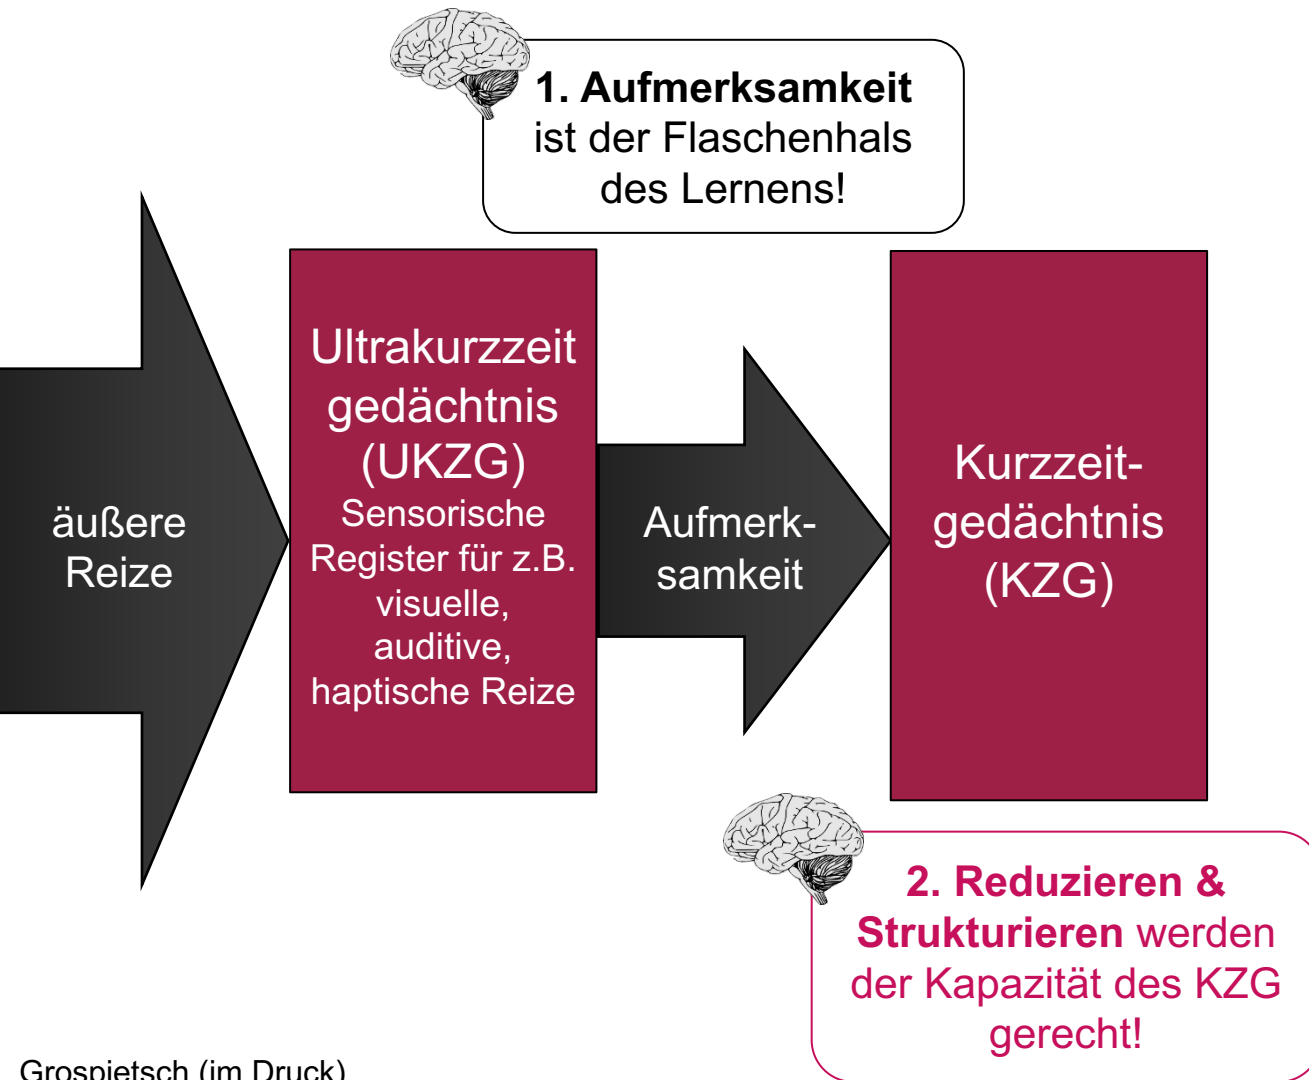 1. Aufmerksamkeit
ist der Flaschenhals
des Lernens!
äußere
Reize
Ultrakurzzeit
gedächtnis
(UKZG)
Sensorische
Register für z.B.
visuelle,
auditive,
haptische Reize
Aufmerk-
samkeit
Kurzzeit-
gedächtnis
(KZG)
2. Reduzieren &
Strukturieren werden
der Kapazität des KZG
gerecht!
Grospietsch (im Druck)